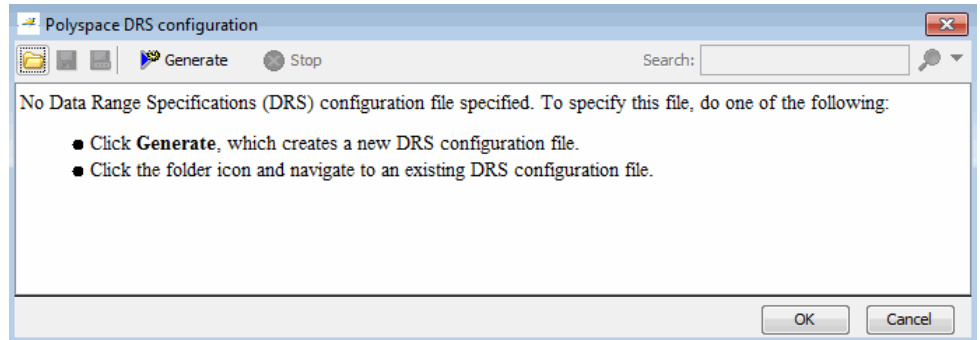 Polyspace DRS configuration
Generate Stop Search:
No Data Range Specifications (DRS) configuration file specified. To specify this file, do one of the following:
● Click Generate, which creates a new DRS configuration file.
● Click the folder icon and navigate to an existing DRS configuration file.
OK Cancel